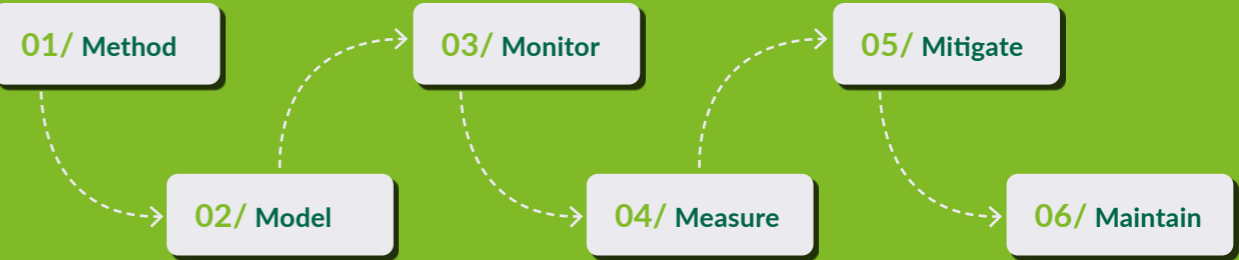 01/ Method
02/ Model
03/ Monitor
04/ Measure
05/ Mitigate
06/ Maintain